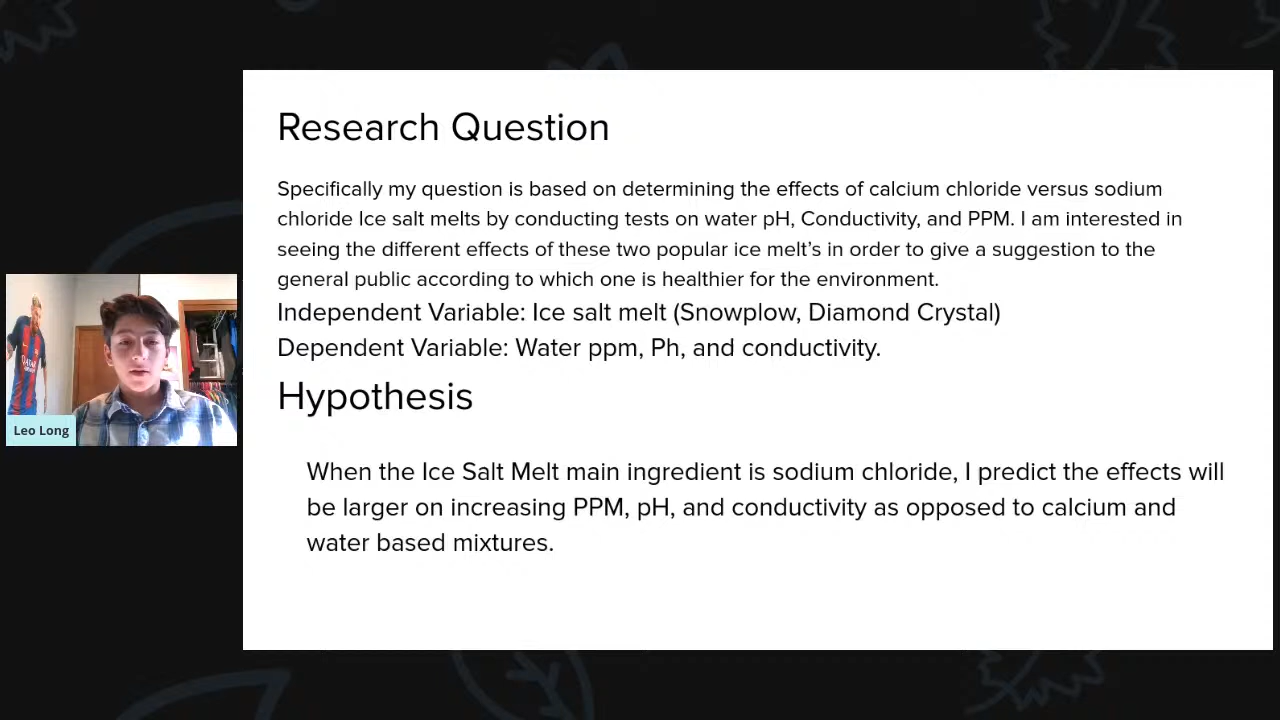 Research Question
Specifically my question is based on determining the effects of calcium chloride versus sodium
chloride Ice salt melts by conducting tests on water pH, Conductivity, and PPM. I am interested in
seeing the different effects of these two popular ice melt’s in order to give a suggestion to the
general public according to which one is healthier for the environment.
Independent Variable: Ice salt melt (Snowplow, Diamond Crystal)
Dependent Variable: Water ppm, Ph, and conductivity.
Hypothesis
When the Ice Salt Melt main ingredient is sodium chloride, I predict the effects will
be larger on increasing PPM, pH, and conductivity as opposed to calcium and
water based mixtures.
Leo Long